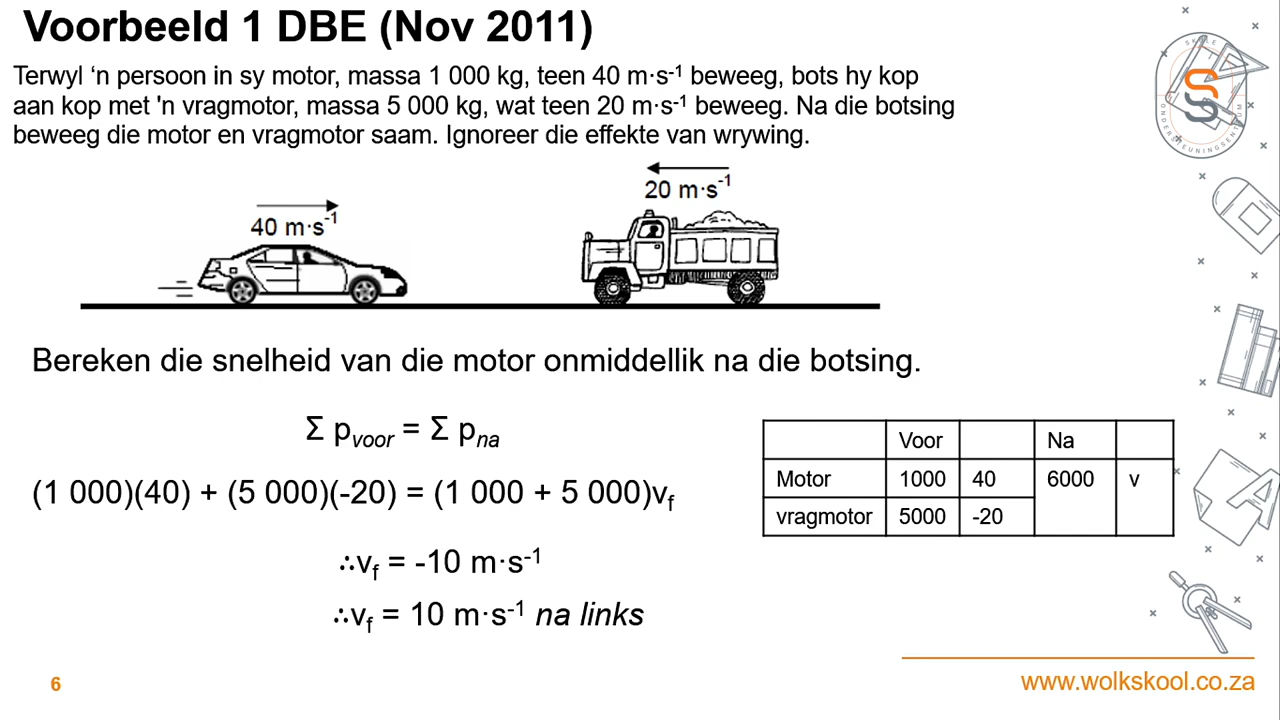 Voorbeeld 1 DBE (Nov 2011)
Terwyl ‘n persoon in sy motor, massa 1 000 kg, teen 40 m·s⁻¹ beweeg, bots hy kop
aan kop met 'n vragmotor, massa 5 000 kg, wat teen 20 m·s⁻¹ beweeg. Na die botsing
beweeg die motor en vragmotor saam. Ignoreer die effekte van wrywing.
40 m·s⁻¹
20 m·s⁻¹
Bereken die snelheid van die motor onmiddellik na die botsing.
Σ pvoor = Σ pna
(1 000)(40) + (5 000)(-20) = (1 000 + 5 000)vf
∴vf = -10 m·s⁻¹
∴vf = 10 m·s⁻¹ na links
Voor Na
Motor 1000 40 6000 v
vragmotor 5000 -20
SKOLE
ONDERSTEUNINGSENTRUM
6
www.wolkskool.co.za